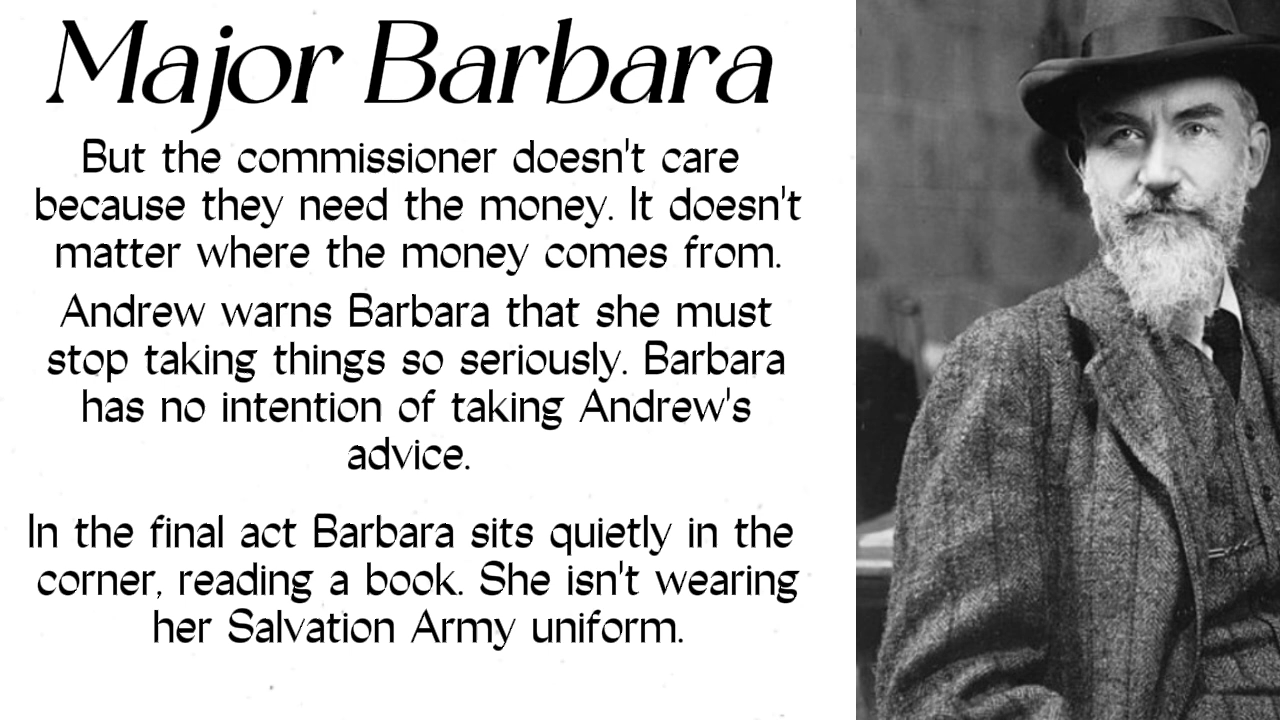 Major Barbara
But the commissioner doesn't care
because they need the money. It doesn't
matter where the money comes from.
Andrew warns Barbara that she must
stop taking things so seriously. Barbara
has no intention of taking Andrew's
advice.
In the final act Barbara sits quietly in the
corner, reading a book. She isn't wearing
her Salvation Army uniform.